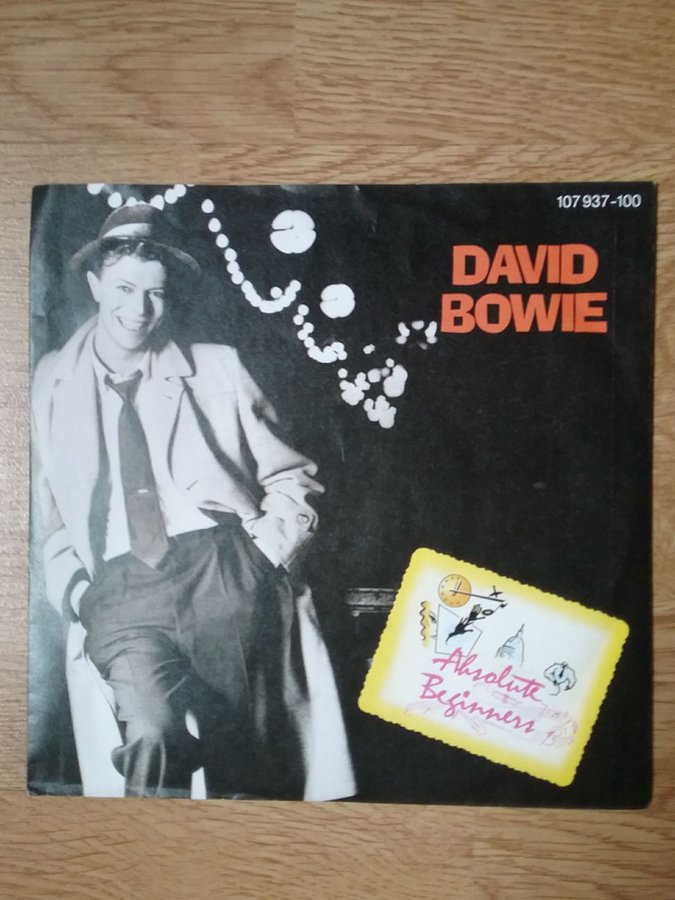 107 937-100
DAVID
BOWIE
Absolute
Beginners